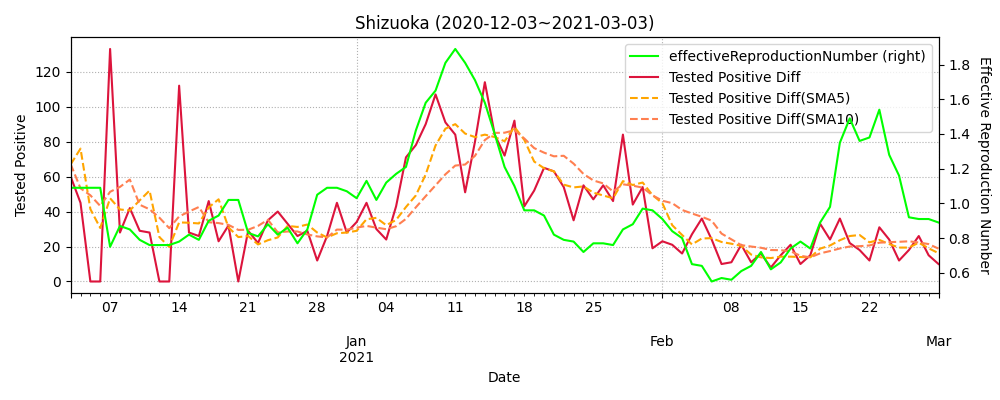 Shizuoka (2020-12-03~2021-03-03)
effectiveReproductionNumber (right)
Tested Positive Diff
Tested Positive Diff(SMA5)
Tested Positive Diff(SMA10)
Tested Positive
120
100
80
60
40
20
0
1.8
1.6
1.4
1.2
1.0
0.8
0.6
Effective Reproduction Number
07 14 21 28 04 11 18 25 08 15 22
Jan Feb Mar
2021
Date